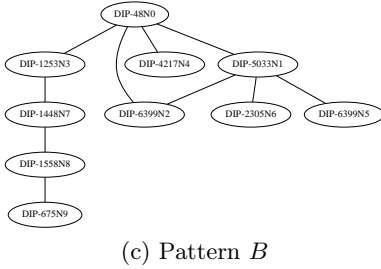 DIP-48N0
DIP-1253N3 DIP-4217N4 DIP-5033N1
DIP-1448N7 DIP-6399N2 DIP-2305N6 DIP-6399N5
DIP-1558N8
DIP-675N9
(c) Pattern B